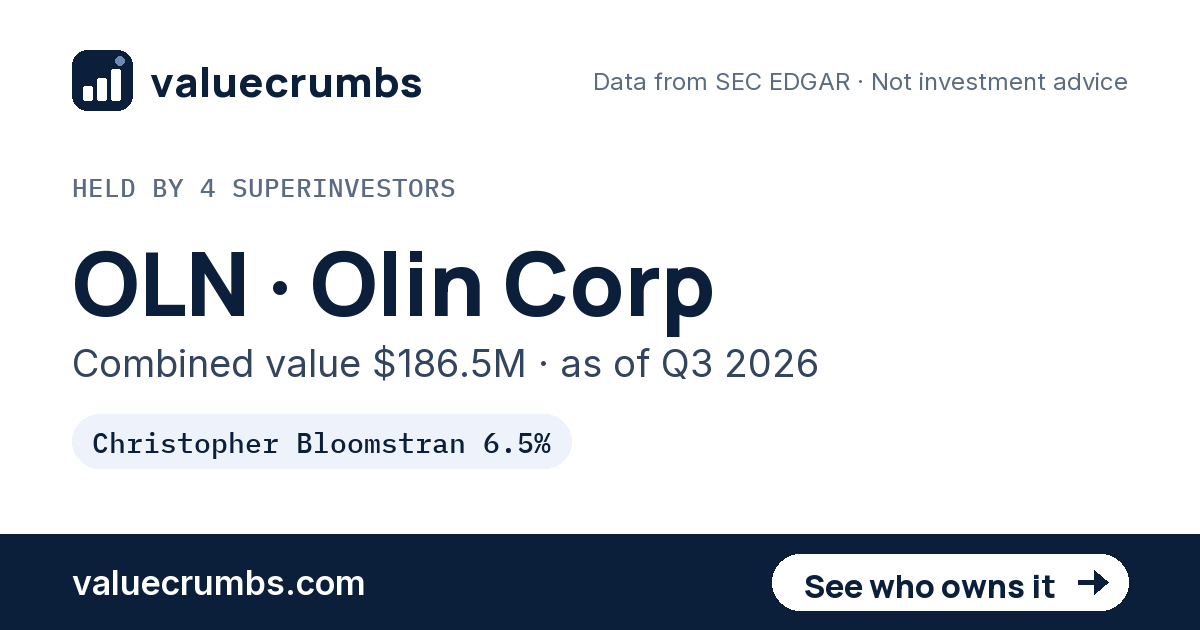 valuecrumbs
Data from SEC EDGAR · Not investment advice
HELD BY 4 SUPERINVESTORS
OLN · Olin Corp
Combined value $186.5M · as of Q3 2026
Christopher Bloomstran 6.5%
valuecrumbs.com
See who owns it →